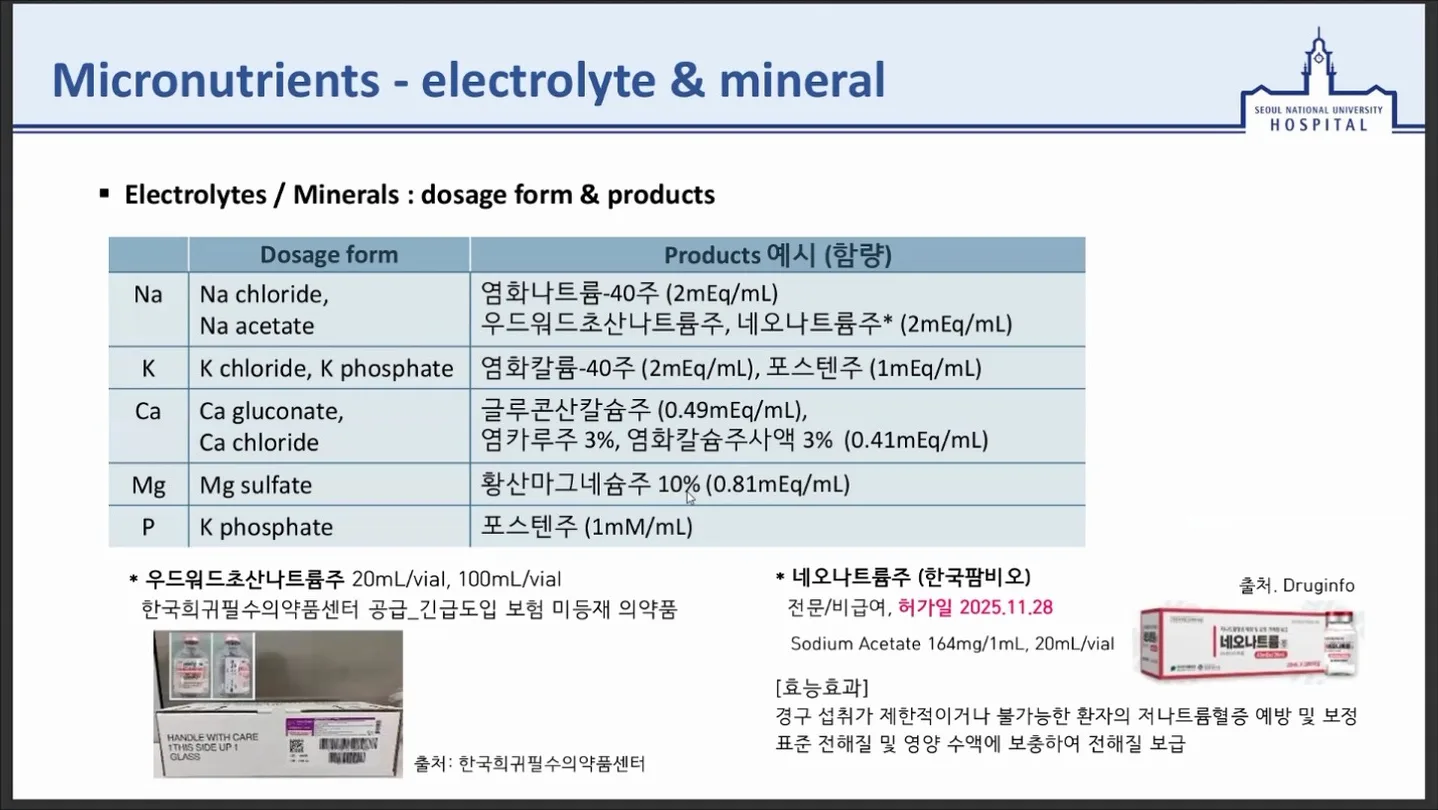 Micronutrients - electrolyte & mineral
SEOUL NATIONAL UNIVERSITY
HOSPITAL
▪ Electrolytes / Minerals : dosage form & products
Dosage form
Products 예시 (함량)
Na
Na chloride,
Na acetate
염화나트륨-40주 (2mEq/mL)
우드워드초산나트륨주, 네오나트륨주* (2mEq/mL)
K
K chloride, K phosphate
염화칼륨-40주 (2mEq/mL), 포스텐주 (1mEq/mL)
Ca
Ca gluconate,
Ca chloride
글루콘산칼슘주 (0.49mEq/mL),
염카루주 3%, 염화칼슘주사액 3% (0.41mEq/mL)
Mg
Mg sulfate
황산마그네슘주 10% (0.81mEq/mL)
P
K phosphate
포스텐주 (1mM/mL)
* 우드워드초산나트륨주 20mL/vial, 100mL/vial
한국희귀필수의약품센터 공급_긴급도입 보험 미등재 의약품
HANDLE WITH CARE
THIS SIDE UP
GLASS
출처: 한국희귀필수의약품센터
* 네오나트륨주 (한국팜비오)
전문/비급여, 허가일 2025.11.28
Sodium Acetate 164mg/1mL, 20mL/vial
출처. Druginfo
네오나트륨주
[효능효과]
경구 섭취가 제한적이거나 불가능한 환자의 저나트륨혈증 예방 및 보정
표준 전해질 및 영양 수액에 보충하여 전해질 보급